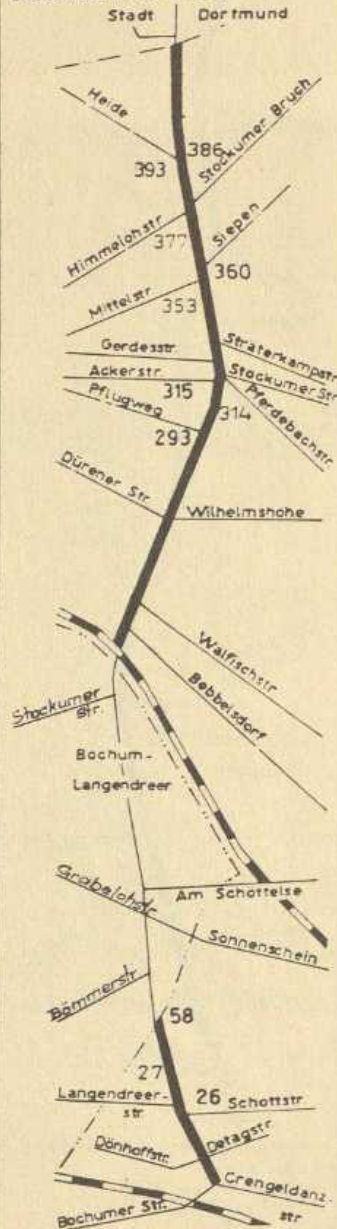 Stadt Dortmund
Heide
Stockumer Bruch
386
393
Himmelohstr
377
Siepen
360
Mittelstr
353
Gerdesstr.
Straterkampstr
Ackerstr.
Stockumer Str
315
314
Pferdebachstr
Pflugweg
293
Dürener Str
Wilhelmshöhe
Walfischstr
Bebbelsdorf
Stockumer
Str.
Bochum-
Langendreer
Grabelohstr
Am Schottelse
Sonnenschein
Bömmerstr
58
27
26
Langendreer-
str
Schottstr
Dönhoffstr
Detagstr
Crengeldanz-
str
Bochumer Str.